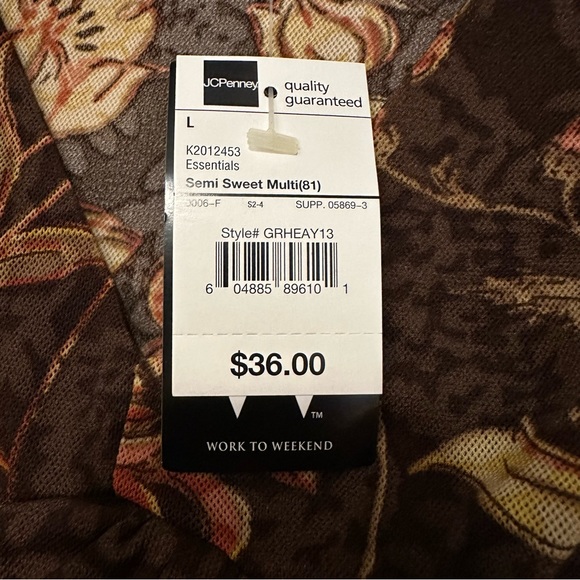 JCPenney
quality
guaranteed
L
K2012453
Essentials
Semi Sweet Multi(81)
0006-F S2-4 SUPP. 05869-3
Style# GRHEAY13
6 04885 89610 1
$36.00
TM
WORK TO WEEKEND